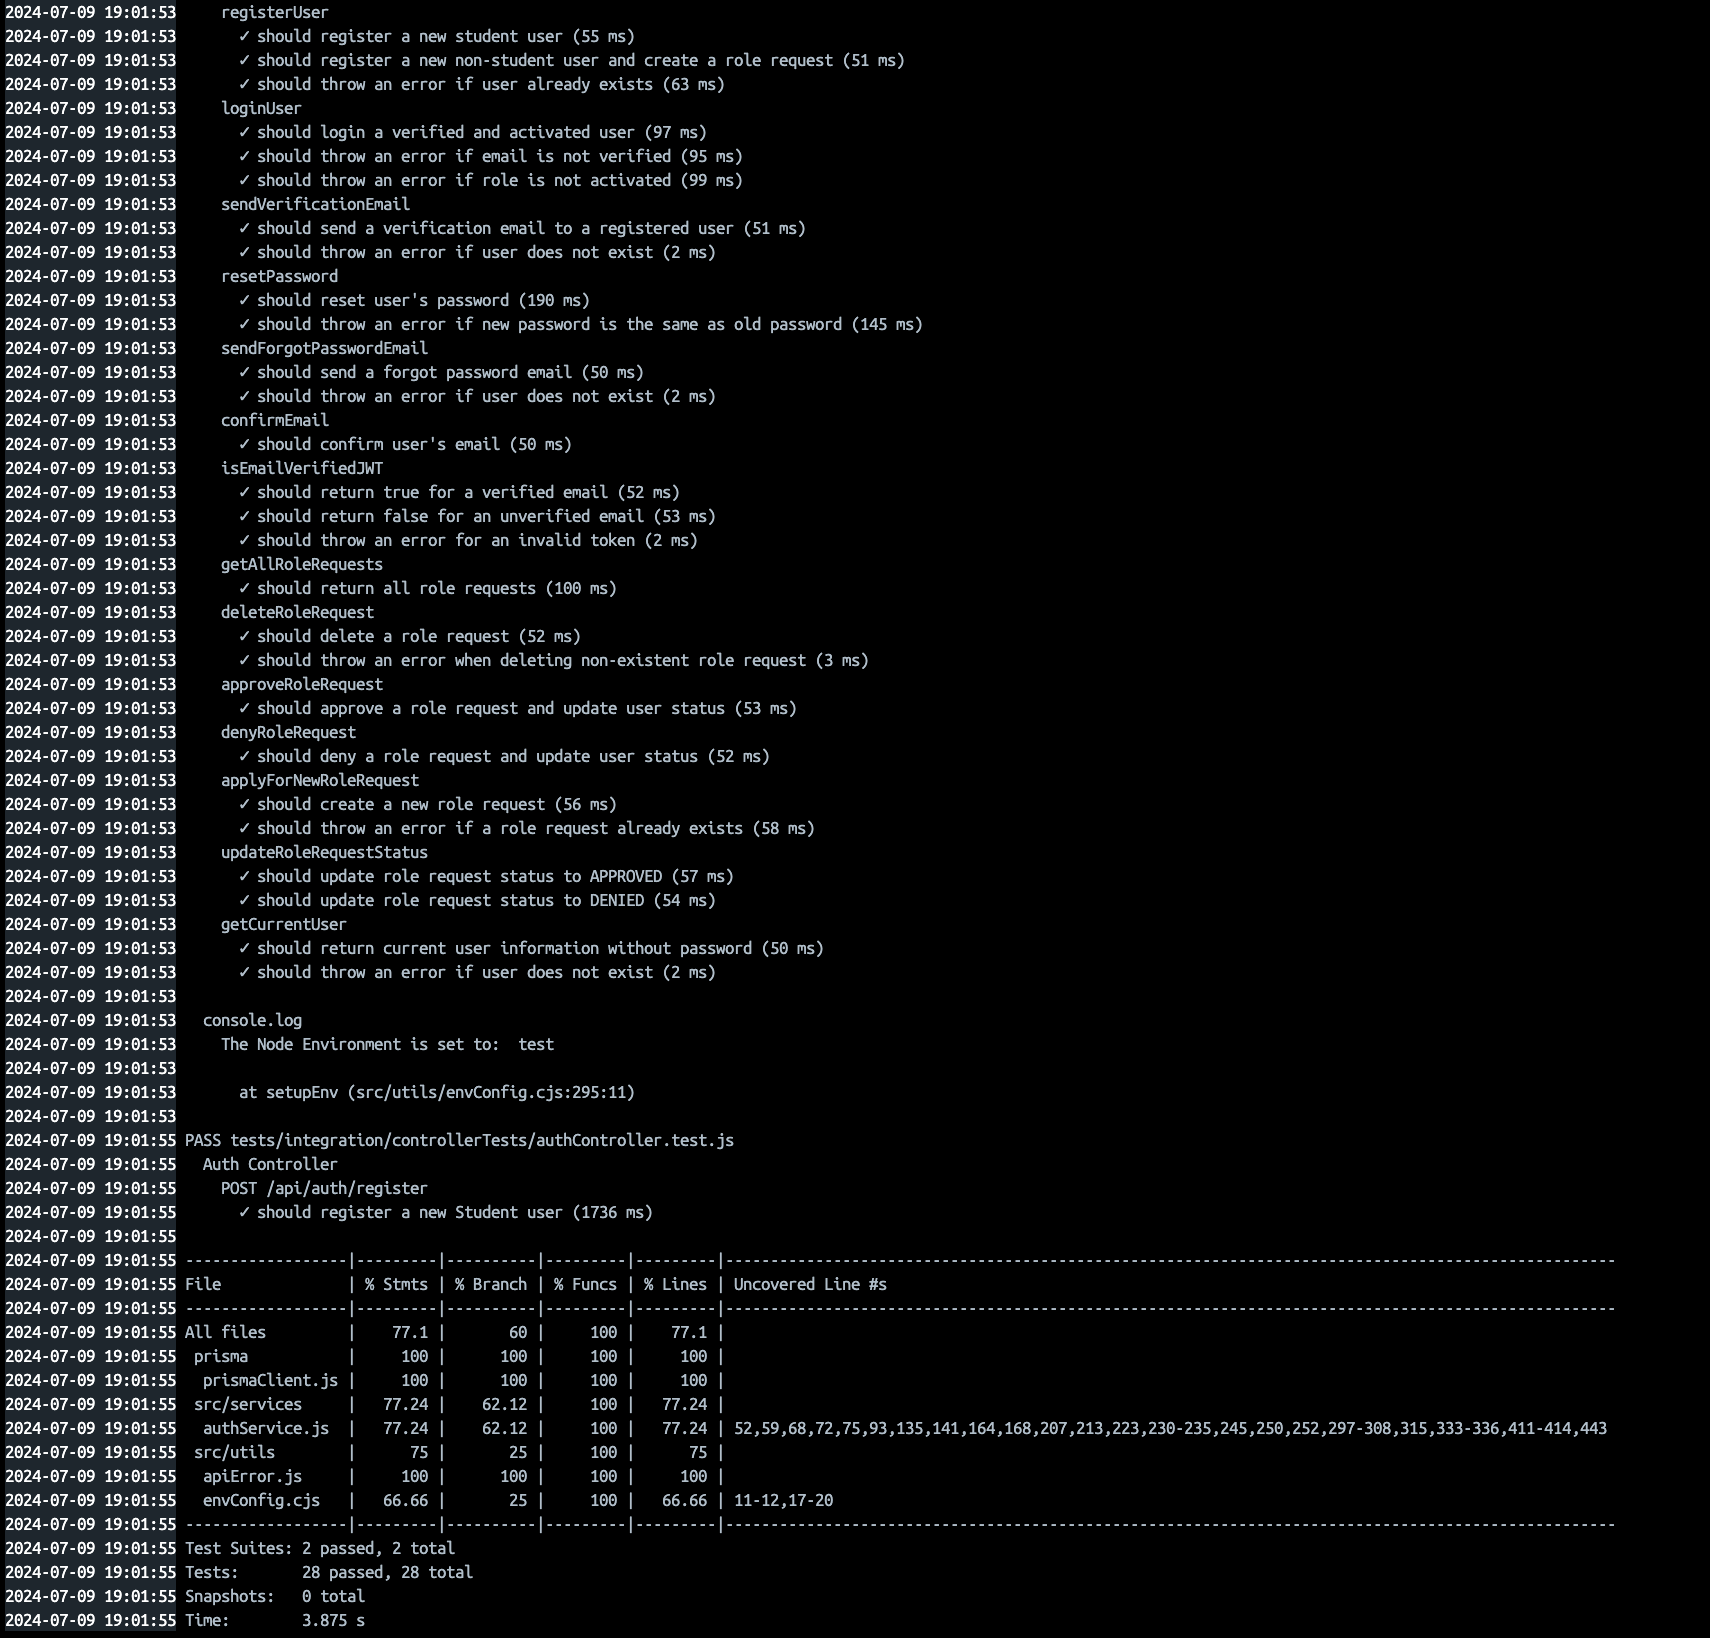 2024-07-09 19:01:53     registerUser
2024-07-09 19:01:53       ✓ should register a new student user (55 ms)
2024-07-09 19:01:53       ✓ should register a new non-student user and create a role request (51 ms)
2024-07-09 19:01:53       ✓ should throw an error if user already exists (63 ms)
2024-07-09 19:01:53     loginUser
2024-07-09 19:01:53       ✓ should login a verified and activated user (97 ms)
2024-07-09 19:01:53       ✓ should throw an error if email is not verified (95 ms)
2024-07-09 19:01:53       ✓ should throw an error if role is not activated (99 ms)
2024-07-09 19:01:53     sendVerificationEmail
2024-07-09 19:01:53       ✓ should send a verification email to a registered user (51 ms)
2024-07-09 19:01:53       ✓ should throw an error if user does not exist (2 ms)
2024-07-09 19:01:53     resetPassword
2024-07-09 19:01:53       ✓ should reset user's password (190 ms)
2024-07-09 19:01:53       ✓ should throw an error if new password is the same as old password (145 ms)
2024-07-09 19:01:53     sendForgotPasswordEmail
2024-07-09 19:01:53       ✓ should send a forgot password email (50 ms)
2024-07-09 19:01:53       ✓ should throw an error if user does not exist (2 ms)
2024-07-09 19:01:53     confirmEmail
2024-07-09 19:01:53       ✓ should confirm user's email (50 ms)
2024-07-09 19:01:53     isEmailVerifiedJWT
2024-07-09 19:01:53       ✓ should return true for a verified email (52 ms)
2024-07-09 19:01:53       ✓ should return false for an unverified email (53 ms)
2024-07-09 19:01:53       ✓ should throw an error for an invalid token (2 ms)
2024-07-09 19:01:53     getAllRoleRequests
2024-07-09 19:01:53       ✓ should return all role requests (100 ms)
2024-07-09 19:01:53     deleteRoleRequest
2024-07-09 19:01:53       ✓ should delete a role request (52 ms)
2024-07-09 19:01:53       ✓ should throw an error when deleting non-existent role request (3 ms)
2024-07-09 19:01:53     approveRoleRequest
2024-07-09 19:01:53       ✓ should approve a role request and update user status (53 ms)
2024-07-09 19:01:53     denyRoleRequest
2024-07-09 19:01:53       ✓ should deny a role request and update user status (52 ms)
2024-07-09 19:01:53     applyForNewRoleRequest
2024-07-09 19:01:53       ✓ should create a new role request (56 ms)
2024-07-09 19:01:53       ✓ should throw an error if a role request already exists (58 ms)
2024-07-09 19:01:53     updateRoleRequestStatus
2024-07-09 19:01:53       ✓ should update role request status to APPROVED (57 ms)
2024-07-09 19:01:53       ✓ should update role request status to DENIED (54 ms)
2024-07-09 19:01:53     getCurrentUser
2024-07-09 19:01:53       ✓ should return current user information without password (50 ms)
2024-07-09 19:01:53       ✓ should throw an error if user does not exist (2 ms)
2024-07-09 19:01:53
2024-07-09 19:01:53   console.log
2024-07-09 19:01:53     The Node Environment is set to:  test
2024-07-09 19:01:53
2024-07-09 19:01:53       at setupEnv (src/utils/envConfig.cjs:295:11)
2024-07-09 19:01:53
2024-07-09 19:01:55 PASS tests/integration/controllerTests/authController.test.js
2024-07-09 19:01:55   Auth Controller
2024-07-09 19:01:55     POST /api/auth/register
2024-07-09 19:01:55       ✓ should register a new Student user (1736 ms)
2024-07-09 19:01:55
2024-07-09 19:01:55 ------------------|---------|----------|---------|---------|---------------------------------------------------------------------------------------------------
2024-07-09 19:01:55 File              | % Stmts | % Branch | % Funcs | % Lines | Uncovered Line #s
2024-07-09 19:01:55 ------------------|---------|----------|---------|---------|---------------------------------------------------------------------------------------------------
2024-07-09 19:01:55 All files         |    77.1 |       60 |     100 |    77.1 |
2024-07-09 19:01:55  prisma           |     100 |      100 |     100 |     100 |
2024-07-09 19:01:55   prismaClient.js |     100 |      100 |     100 |     100 |
2024-07-09 19:01:55  src/services     |   77.24 |    62.12 |     100 |   77.24 |
2024-07-09 19:01:55   authService.js  |   77.24 |    62.12 |     100 |   77.24 | 52,59,68,72,75,93,135,141,164,168,207,213,223,230-235,245,250,252,297-308,315,333-336,411-414,443
2024-07-09 19:01:55  src/utils        |      75 |       25 |     100 |      75 |
2024-07-09 19:01:55   apiError.js     |     100 |      100 |     100 |     100 |
2024-07-09 19:01:55   envConfig.cjs   |   66.66 |       25 |     100 |   66.66 | 11-12,17-20
2024-07-09 19:01:55 ------------------|---------|----------|---------|---------|---------------------------------------------------------------------------------------------------
2024-07-09 19:01:55 Test Suites: 2 passed, 2 total
2024-07-09 19:01:55 Tests:       28 passed, 28 total
2024-07-09 19:01:55 Snapshots:   0 total
2024-07-09 19:01:55 Time:        3.875 s